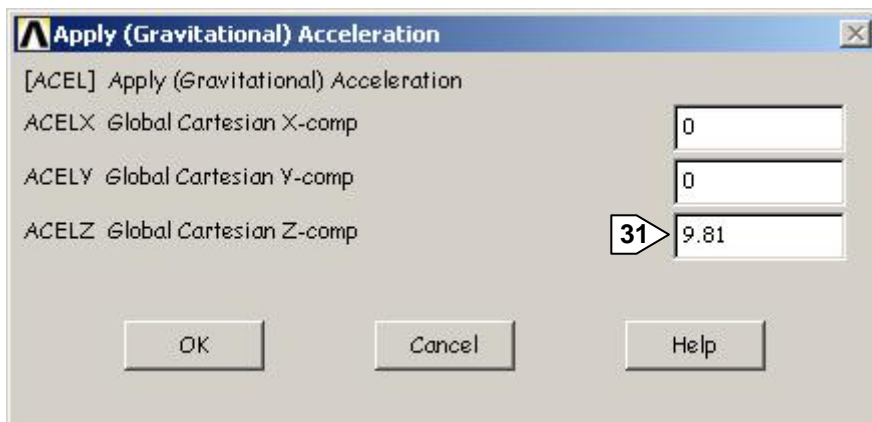 Apply (Gravitational) Acceleration
[ACEL] Apply (Gravitational) Acceleration
ACELX Global Cartesian X-comp 0
ACELY Global Cartesian Y-comp 0
ACELZ Global Cartesian Z-comp 31 9.81
OK Cancel Help